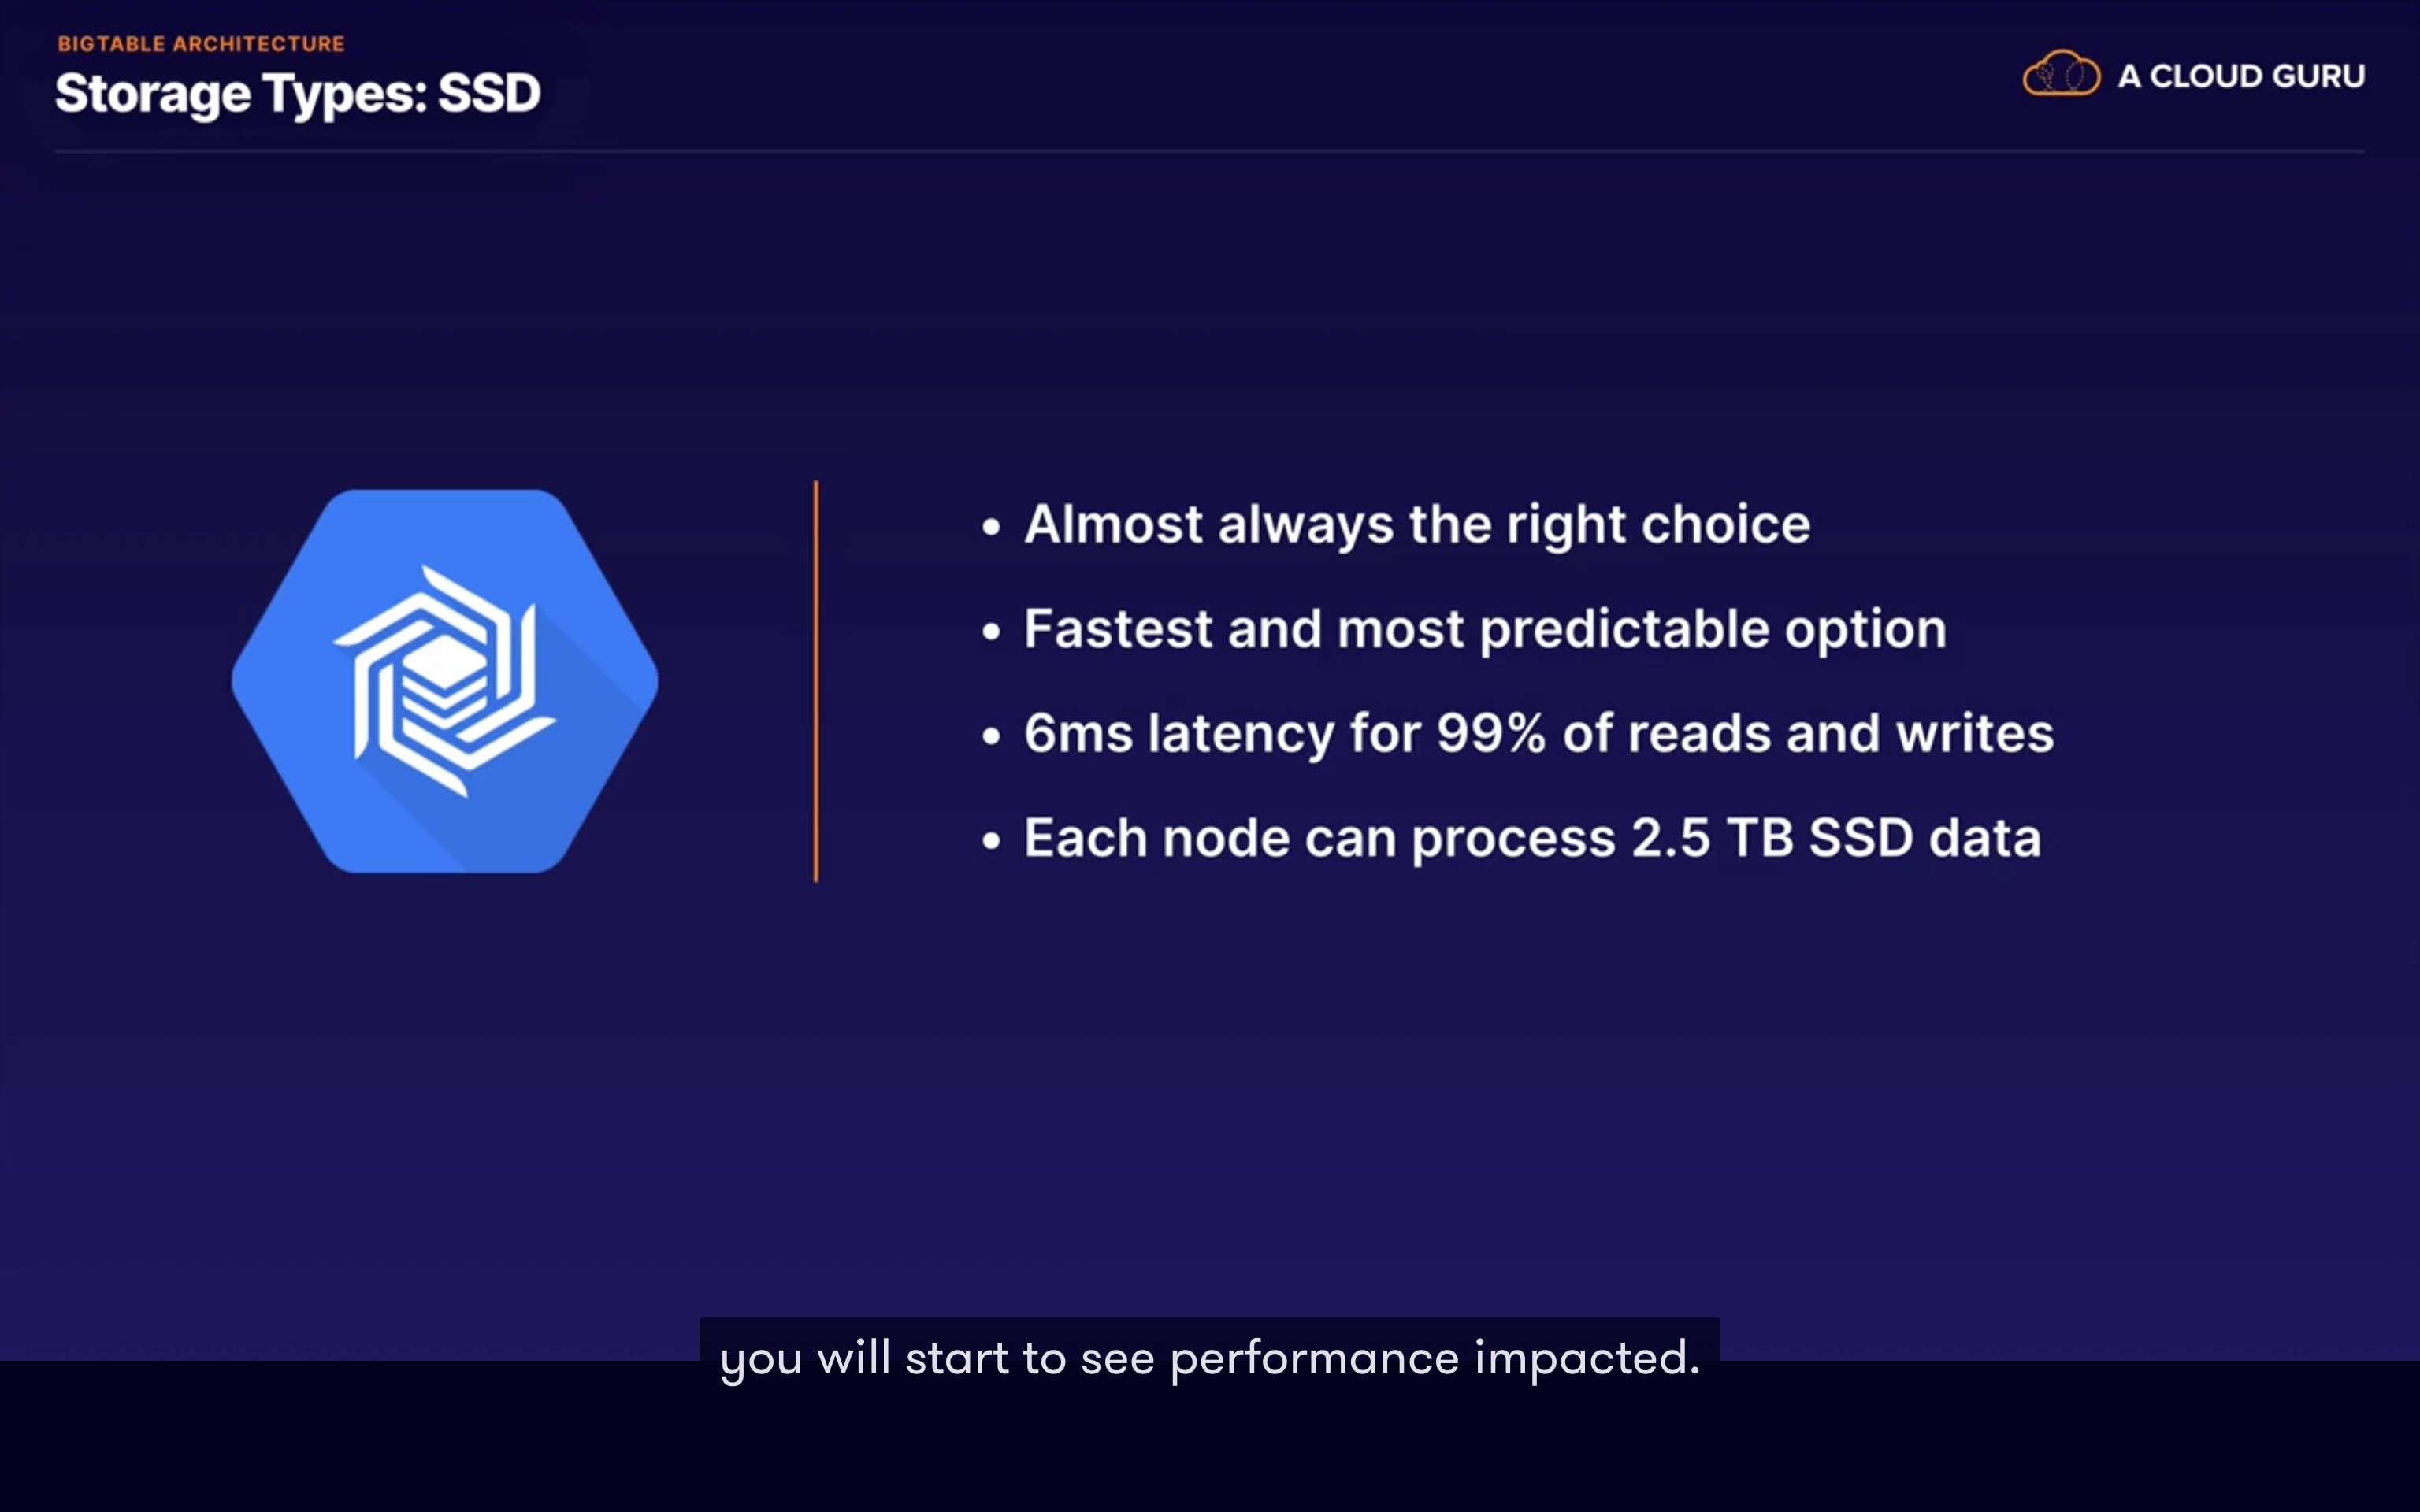 BIGTABLE ARCHITECTURE
Storage Types: SSD
A CLOUD GURU
• Almost always the right choice
• Fastest and most predictable option
• 6ms latency for 99% of reads and writes
• Each node can process 2.5 TB SSD data
you will start to see performance impacted.